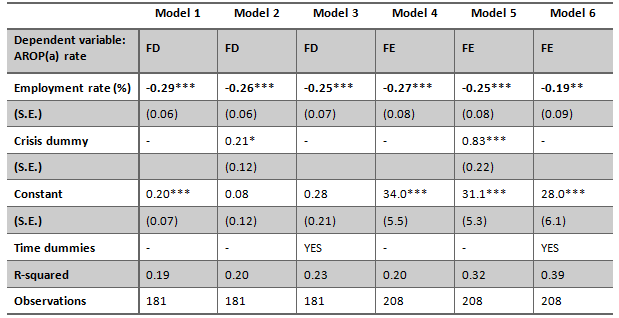 Model 1 Model 2 Model 3 Model 4 Model 5 Model 6
Dependent variable: AROP(a) rate FD FD FD FE FE FE
Employment rate (%) -0.29*** -0.26*** -0.25*** -0.27*** -0.25*** -0.19**
(S.E.) (0.06) (0.06) (0.07) (0.08) (0.08) (0.09)
Crisis dummy - 0.21* - - 0.83*** -
(S.E.) (0.12) (0.22)
Constant 0.20*** 0.08 0.28 34.0*** 31.1*** 28.0***
(S.E.) (0.07) (0.12) (0.21) (5.5) (5.3) (6.1)
Time dummies - - YES - - YES
R-squared 0.19 0.20 0.23 0.20 0.32 0.39
Observations 181 181 181 208 208 208